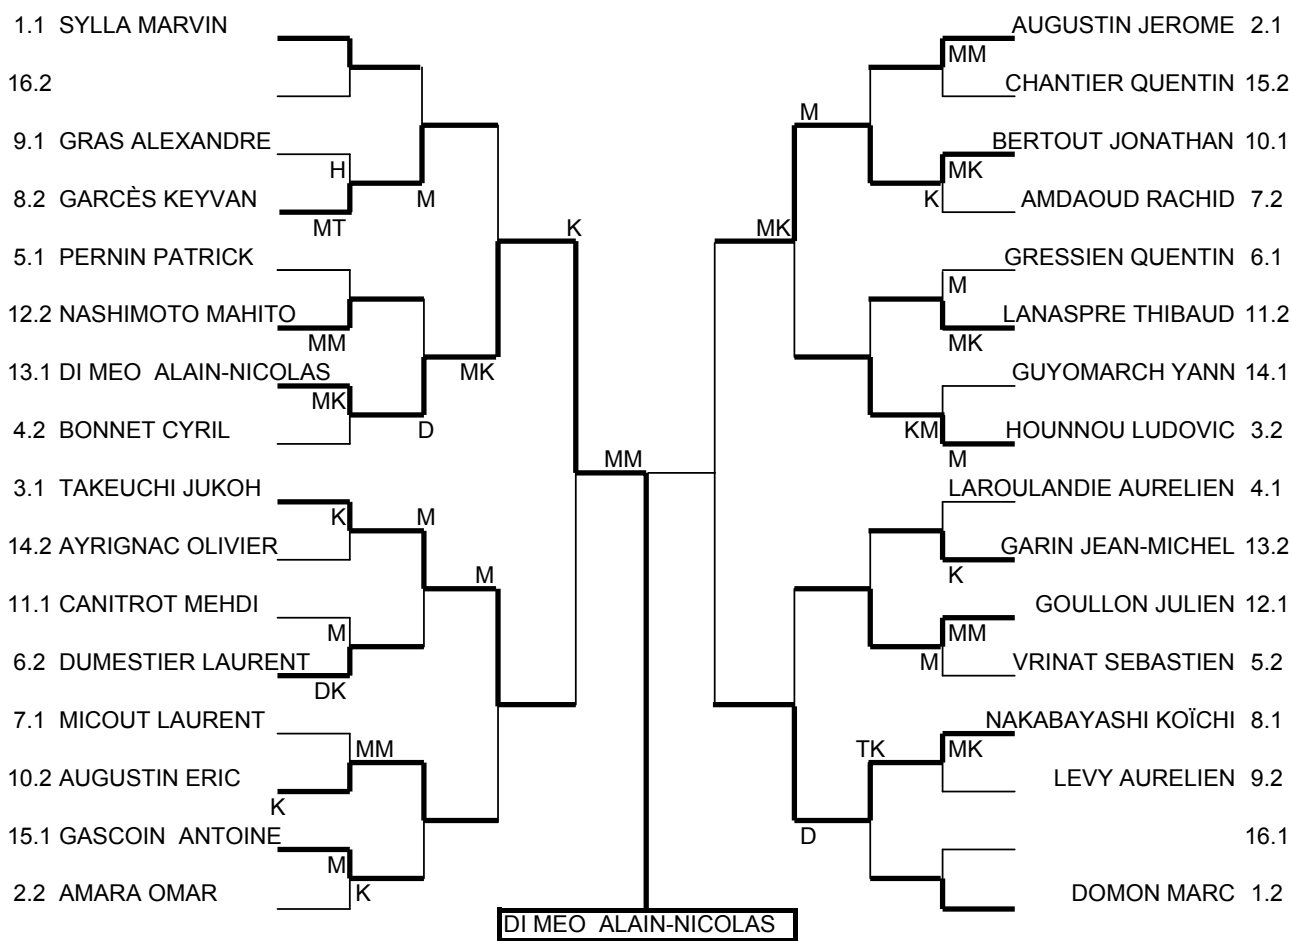 1.1 SYLLA MARVIN
AUGUSTIN JEROME 2.1
MM
16.2
CHANTIER QUENTIN 15.2
M
9.1 GRAS ALEXANDRE
BERTOUT JONATHAN 10.1
H
MK
8.2 GARCÈS KEYVAN
M
K
AMDAOUD RACHID 7.2
MT
K
MK
5.1 PERNIN PATRICK
GRESSIEN QUENTIN 6.1
M
12.2 NASHIMOTO MAHITO
LANASPRE THIBAUD 11.2
MM
MK
13.1 DI MEO ALAIN-NICOLAS
MK
GUYOMARCH YANN 14.1
MK
4.2 BONNET CYRIL
D
KM
HOUNNOU LUDOVIC 3.2
MM
M
3.1 TAKEUCHI JUKOH
LAROULANDIE AURELIEN 4.1
K
M
14.2 AYRIGNAC OLIVIER
GARIN JEAN-MICHEL 13.2
M
K
11.1 CANITROT MEHDI
GOULLON JULIEN 12.1
M
MM
6.2 DUMESTIER LAURENT
M
VRINAT SEBASTIEN 5.2
DK
7.1 MICOUT LAURENT
NAKABAYASHI KOÏCHI 8.1
MM
TK
MK
10.2 AUGUSTIN ERIC
LEVY AURELIEN 9.2
K
15.1 GASCOIN ANTOINE
D
16.1
M
2.2 AMARA OMAR
K
DOMON MARC 1.2
DI MEO ALAIN-NICOLAS